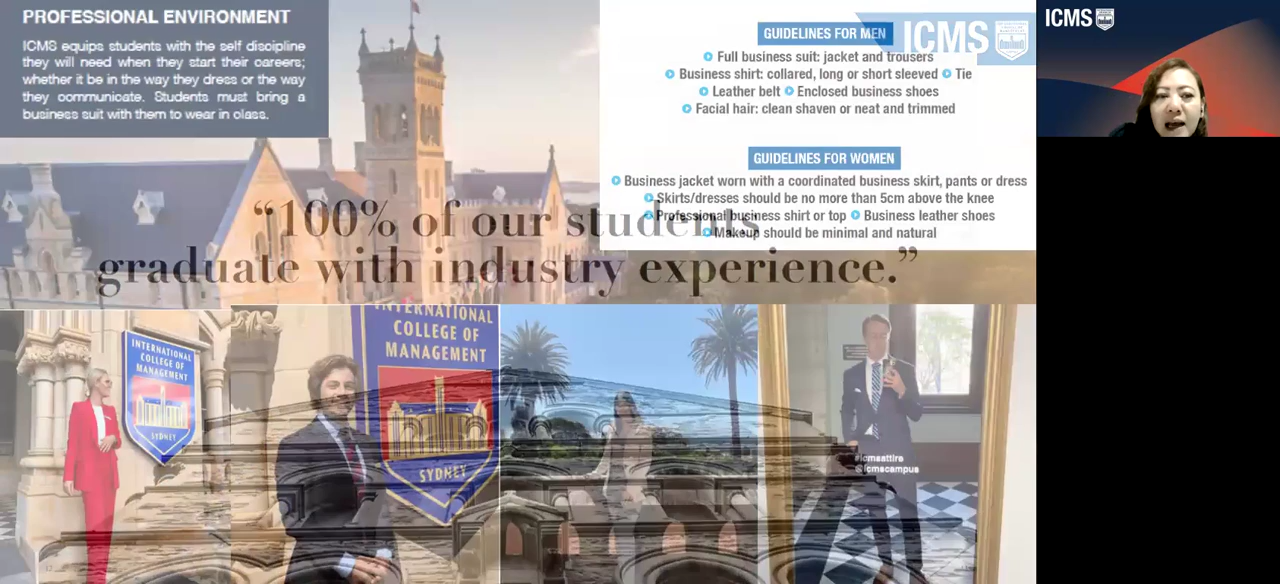 PROFESSIONAL ENVIRONMENT
ICMS equips students with the self discipline
they will need when they start their careers;
whether it be in the way they dress or the way
they communicate. Students must bring a
business suit with them to wear in class.
GUIDELINES FOR MEN
Full business suit: jacket and trousers
Business shirt: collared, long or short sleeved Tie
Leather belt Enclosed business shoes
Facial hair: clean shaven or neat and trimmed
GUIDELINES FOR WOMEN
Business jacket worn with a coordinated business skirt, pants or dress
Skirts/dresses should be no more than 5cm above the knee
Professional business shirt or top Business leather shoes
Makeup should be minimal and natural
ICMS
ICMS
“100% of our students
graduate with industry experience.”
INTERNATIONAL
COLLEGE OF
MANAGEMENT
SYDNEY
INTERNATIONAL
COLLEGE OF
MANAGEMENT
SYDNEY
#icmsattire
@icmscampus